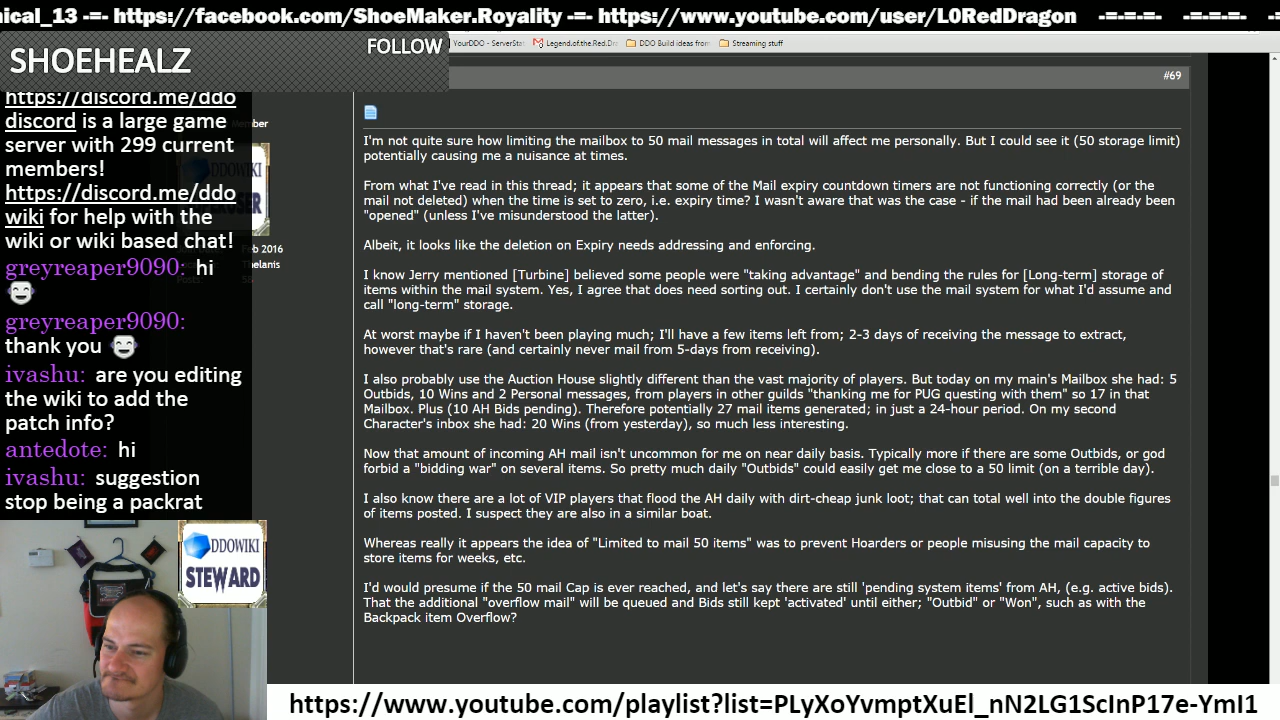 nical_13 -=- https://facebook.com/ShoeMaker.Royality -=- https://www.youtube.com/user/L0RedDragon -=-=-=- -=-=-=- -=
SHOEHEALZ
FOLLOW
YourDDO - ServerStat
Legend.of.the.Red.Dra
DDO Build ideas from
Streaming stuff
#69
https://discord.me/ddo
discord is a large game
server with 299 current
members!
https://discord.me/ddo
wiki for help with the
wiki or wiki based chat!
greyreaper9090: hi
greyreaper9090:
thank you
ivashu: are you editing
the wiki to add the
patch info?
antedote: hi
ivashu: suggestion
stop being a packrat
Member
DDOWIKI
Feb 2016
Thelanis
I'm not quite sure how limiting the mailbox to 50 mail messages in total will affect me personally. But I could see it (50 storage limit)
potentially causing me a nuisance at times.
From what I've read in this thread; it appears that some of the Mail expiry countdown timers are not functioning correctly (or the
mail not deleted) when the time is set to zero, i.e. expiry time? I wasn't aware that was the case - if the mail had been already been
"opened" (unless I've misunderstood the latter).
Albeit, it looks like the deletion on Expiry needs addressing and enforcing.
I know Jerry mentioned [Turbine] believed some people were "taking advantage" and bending the rules for [Long-term] storage of
items within the mail system. Yes, I agree that does need sorting out. I certainly don't use the mail system for what I'd assume and
call "long-term" storage.
At worst maybe if I haven't been playing much; I'll have a few items left from; 2-3 days of receiving the message to extract,
however that's rare (and certainly never mail from 5-days from receiving).
I also probably use the Auction House slightly different than the vast majority of players. But today on my main's Mailbox she had: 5
Outbids, 10 Wins and 2 Personal messages, from players in other guilds "thanking me for PUG questing with them" so 17 in that
Mailbox. Plus (10 AH Bids pending). Therefore potentially 27 mail items generated; in just a 24-hour period. On my second
Character's inbox she had: 20 Wins (from yesterday), so much less interesting.
Now that amount of incoming AH mail isn't uncommon for me on near daily basis. Typically more if there are some Outbids, or god
forbid a "bidding war" on several items. So pretty much daily "Outbids" could easily get me close to a 50 limit (on a terrible day).
I also know there are a lot of VIP players that flood the AH daily with dirt-cheap junk loot; that can total well into the double figures
of items posted. I suspect they are also in a similar boat.
Whereas really it appears the idea of "Limited to mail 50 items" was to prevent Hoarders or people misusing the mail capacity to
store items for weeks, etc.
I'd would presume if the 50 mail Cap is ever reached, and let's say there are still 'pending system items' from AH, (e.g. active bids).
That the additional "overflow mail" will be queued and Bids still kept 'activated' until either; "Outbid" or "Won", such as with the
Backpack item Overflow?
DDOWIKI
STEWARD
https://www.youtube.com/playlist?list=PLyXoYvmptXuEl_nN2LG1ScInP17e-YmI1